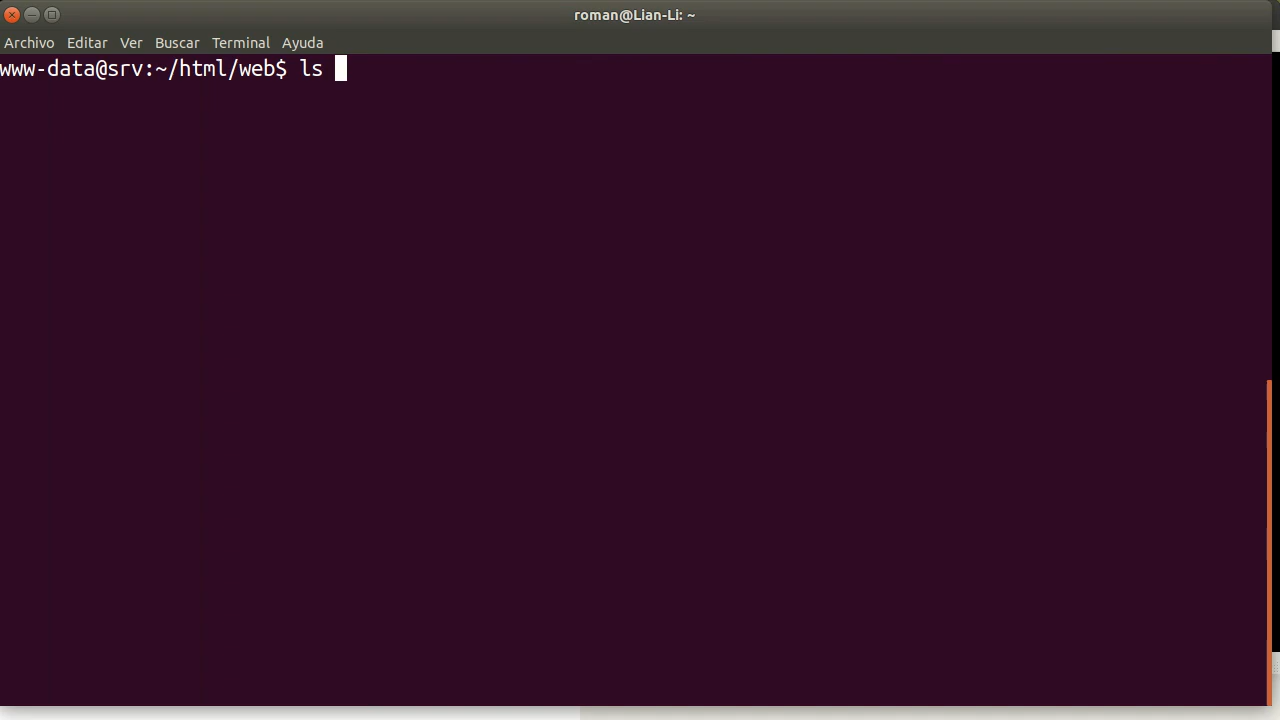 roman@Lian-Li: ~
Archivo Editar Ver Buscar Terminal Ayuda
www-data@srv:~/html/web$ ls